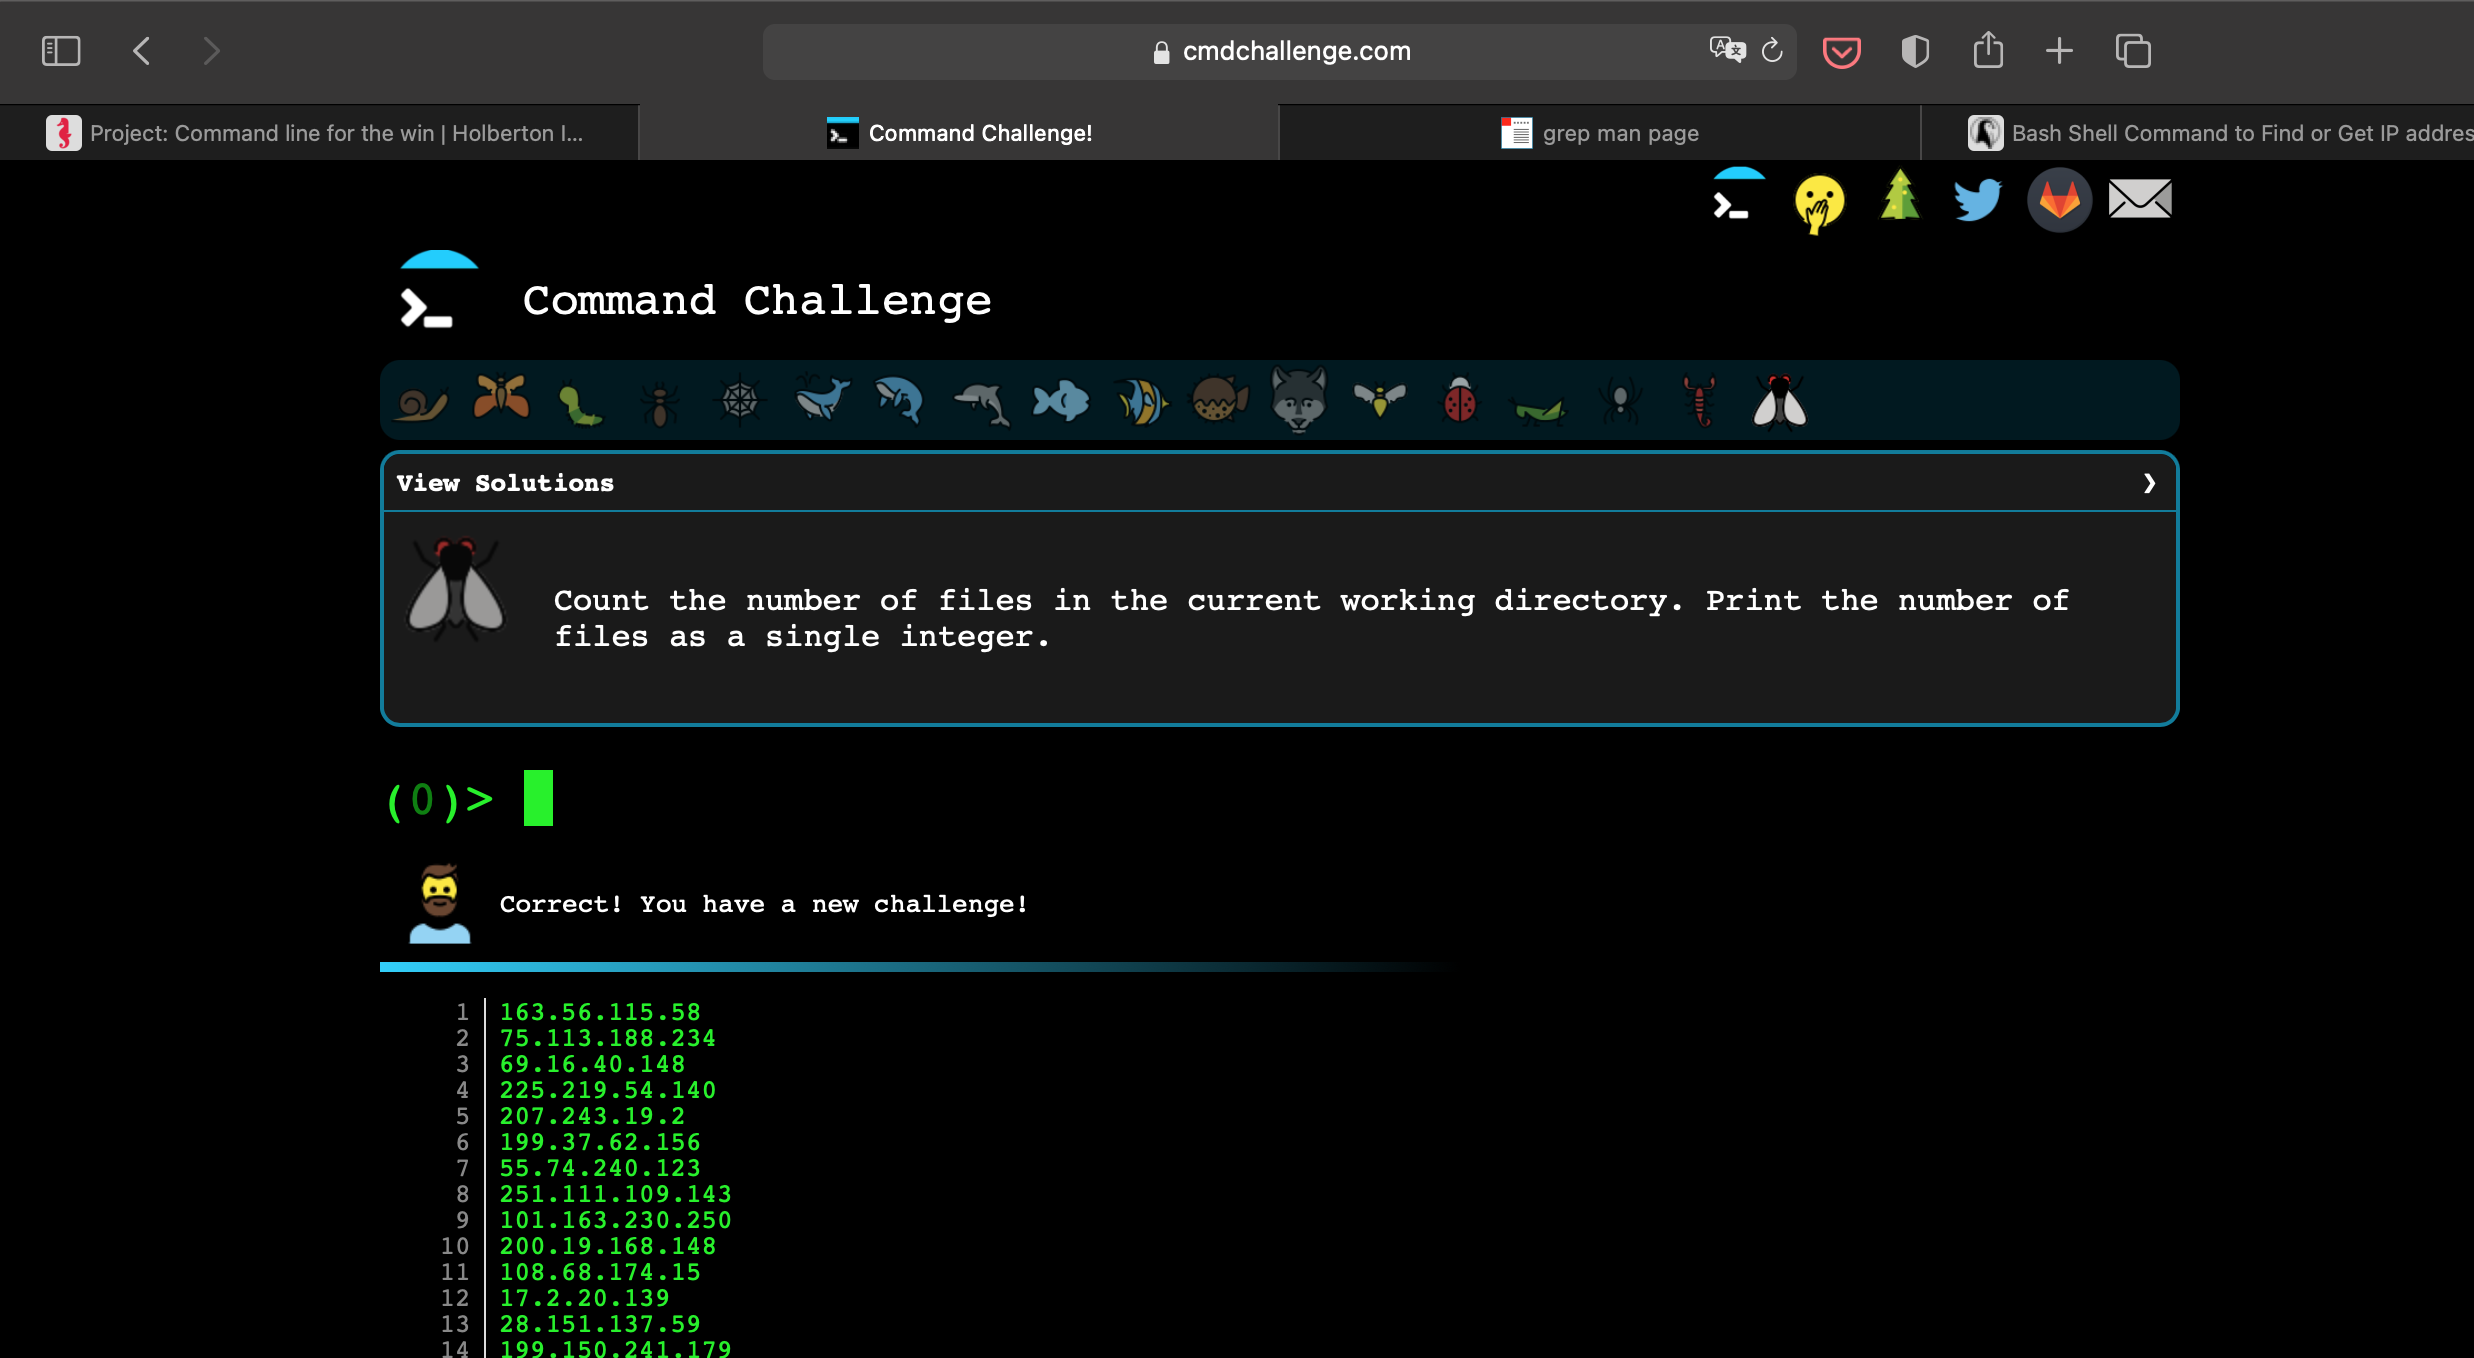 cmdchallenge.com
Project: Command line for the win | Holberton I...
Command Challenge!
grep man page
Bash Shell Command to Find or Get IP addres
Command Challenge
View Solutions
Count the number of files in the current working directory. Print the number of
files as a single integer.
(0)>
Correct! You have a new challenge!
1 163.56.115.58
2 75.113.188.234
3 69.16.40.148
4 225.219.54.140
5 207.243.19.2
6 199.37.62.156
7 55.74.240.123
8 251.111.109.143
9 101.163.230.250
10 200.19.168.148
11 108.68.174.15
12 17.2.20.139
13 28.151.137.59
14 199.150.241.179